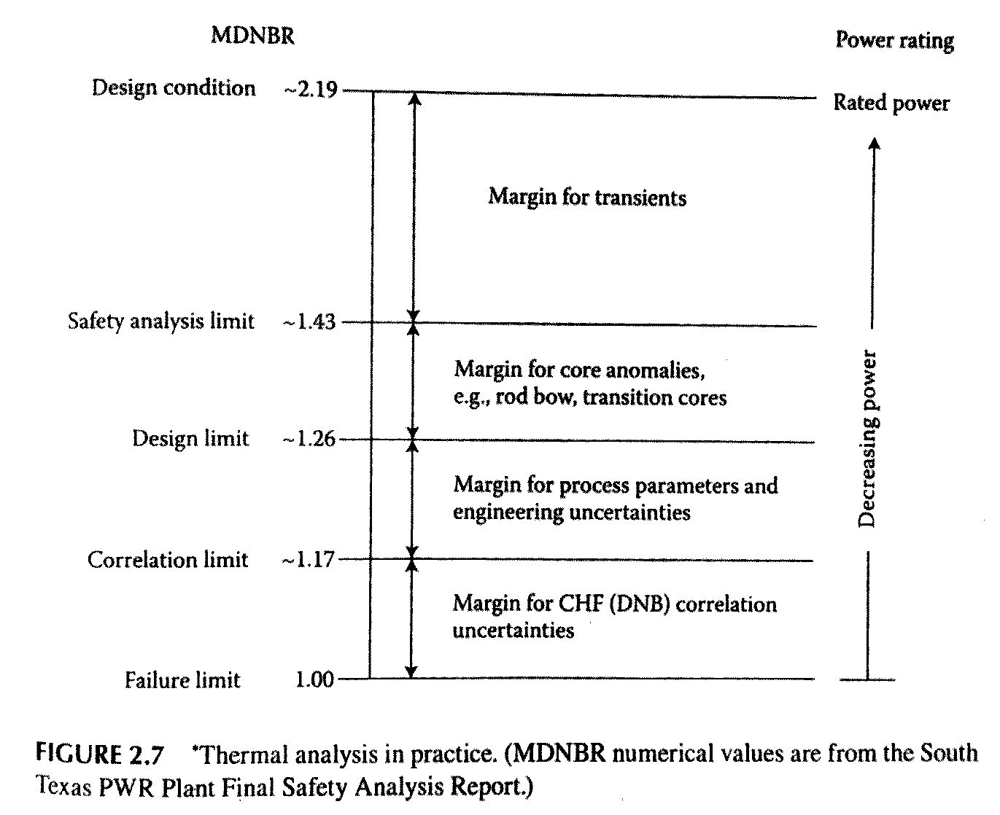 MDNBR
Power rating
Design condition ~2.19
Rated power
Margin for transients
Safety analysis limit ~1.43
Margin for core anomalies,
e.g., rod bow, transition cores
Decreasing power
Design limit ~1.26
Margin for process parameters and
engineering uncertainties
Correlation limit ~1.17
Margin for CHF (DNB) correlation
uncertainties
Failure limit 1.00
FIGURE 2.7 *Thermal analysis in practice. (MDNBR numerical values are from the South
Texas PWR Plant Final Safety Analysis Report.)